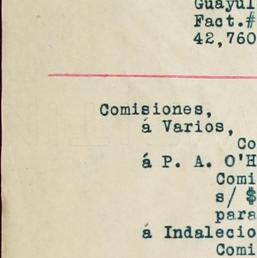 Guayul
Fact.#
42,760
Comisiones,
á Varios,
Co
á P. A. O'H
Comi
s/ $
para
á Indalecio
Comi